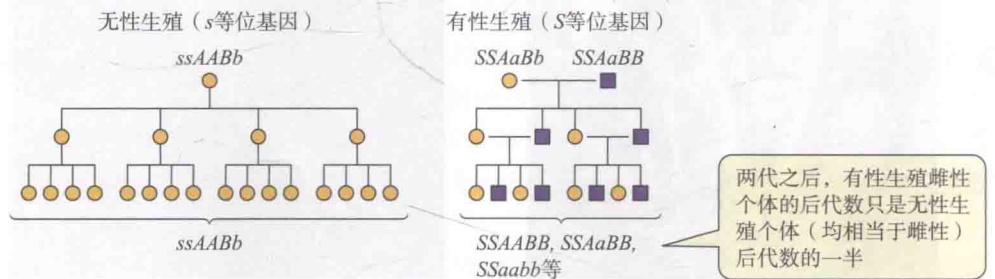 无性生殖（s等位基因）
ssAABb
ssAABb
有性生殖（S等位基因）
SSAaBb
SSAaBB
SSAABB, SSAaBB,
SSaabb等
两代之后，有性生殖雌性
个体的后代数只是无性生
殖个体（均相当于雌性）
后代数的一半